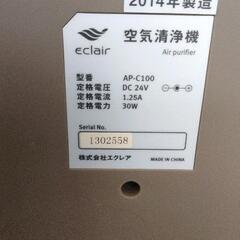 2014年製造
eclair
空気清浄機
Air purifier
型番 AP-C100
定格電圧 DC 24V
定格電流 1.25A
定格電力 30W
Serial No.
1302558
株式会社エクレア
MADE IN CHINA